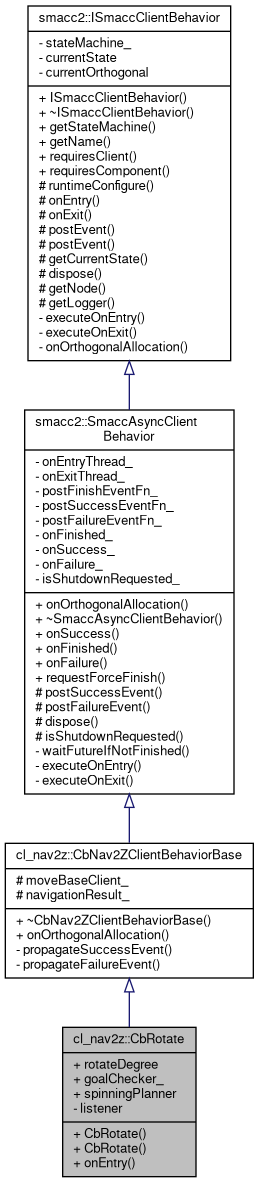 smacc2::ISmaccClientBehavior
- stateMachine_
- currentState
- currentOrthogonal
+ ISmaccClientBehavior()
+ ~ISmaccClientBehavior()
+ getStateMachine()
+ getName()
+ requiresClient()
+ requiresComponent()
# runtimeConfigure()
# onEntry()
# onExit()
# postEvent()
# postEvent()
# getCurrentState()
# dispose()
# getNode()
# getLogger()
- executeOnEntry()
- executeOnExit()
- onOrthogonalAllocation()
smacc2::SmaccAsyncClient
Behavior
- onEntryThread_
- onExitThread_
- postFinishEventFn_
- postSuccessEventFn_
- postFailureEventFn_
- onFinished_
- onSuccess_
- onFailure_
- isShutdownRequested_
+ onOrthogonalAllocation()
+ ~SmaccAsyncClientBehavior()
+ onSuccess()
+ onFinished()
+ onFailure()
+ requestForceFinish()
# postSuccessEvent()
# postFailureEvent()
# dispose()
# isShutdownRequested()
- waitFutureIfNotFinished()
- executeOnEntry()
- executeOnExit()
cl_nav2z::CbNav2ZClientBehaviorBase
# moveBaseClient_
# navigationResult_
+ ~CbNav2ZClientBehaviorBase()
+ onOrthogonalAllocation()
- propagateSuccessEvent()
- propagateFailureEvent()
cl_nav2z::CbRotate
+ rotateDegree
+ goalChecker_
+ spinningPlanner
- listener
+ CbRotate()
+ CbRotate()
+ onEntry()